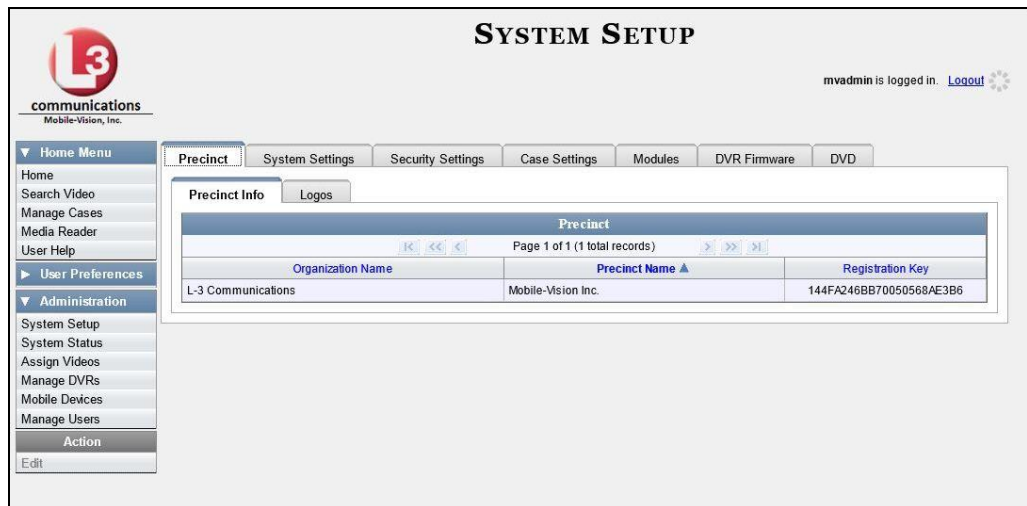 SYSTEM SETUP
L3
communications
Mobile-Vision, Inc.
mvadmin is logged in. Logout
Home Menu
Home
Search Video
Manage Cases
Media Reader
User Help
User Preferences
Administration
System Setup
System Status
Assign Videos
Manage DVRs
Mobile Devices
Manage Users
Action
Edit
Precinct System Settings Security Settings Case Settings Modules DVR Firmware DVD
Precinct Info Logos
Precinct
Page 1 of 1 (1 total records)
Organization Name Precinct Name Registration Key
L-3 Communications Mobile-Vision Inc. 144FA246BB70050568AE3B6